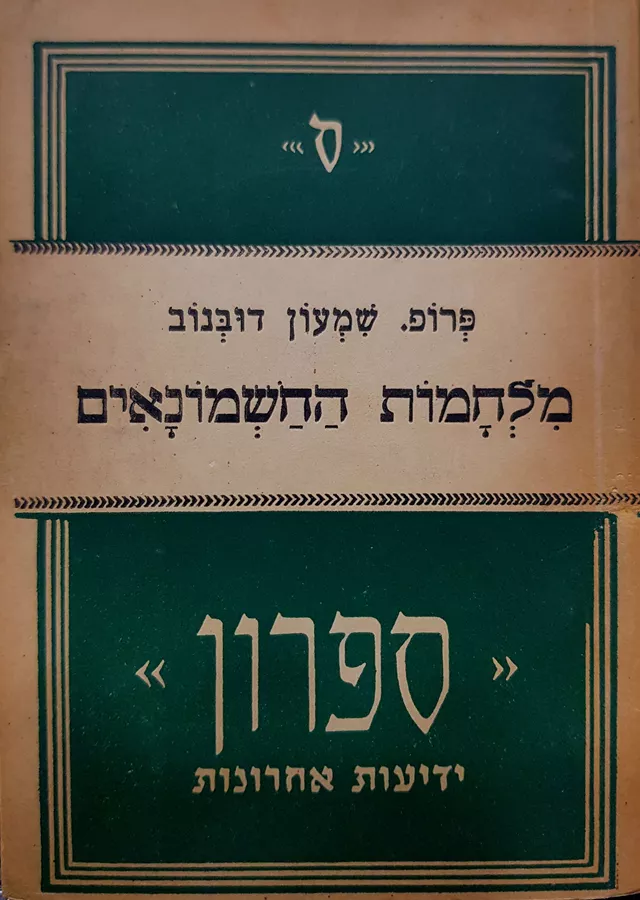 ס
פְּרוֹפ. שִׁמְעוֹן דוּבְּנוֹב
מִלְחָמוֹת הַחַשְׁמוֹנָאִים
ספרון
ידיעות אחרונות